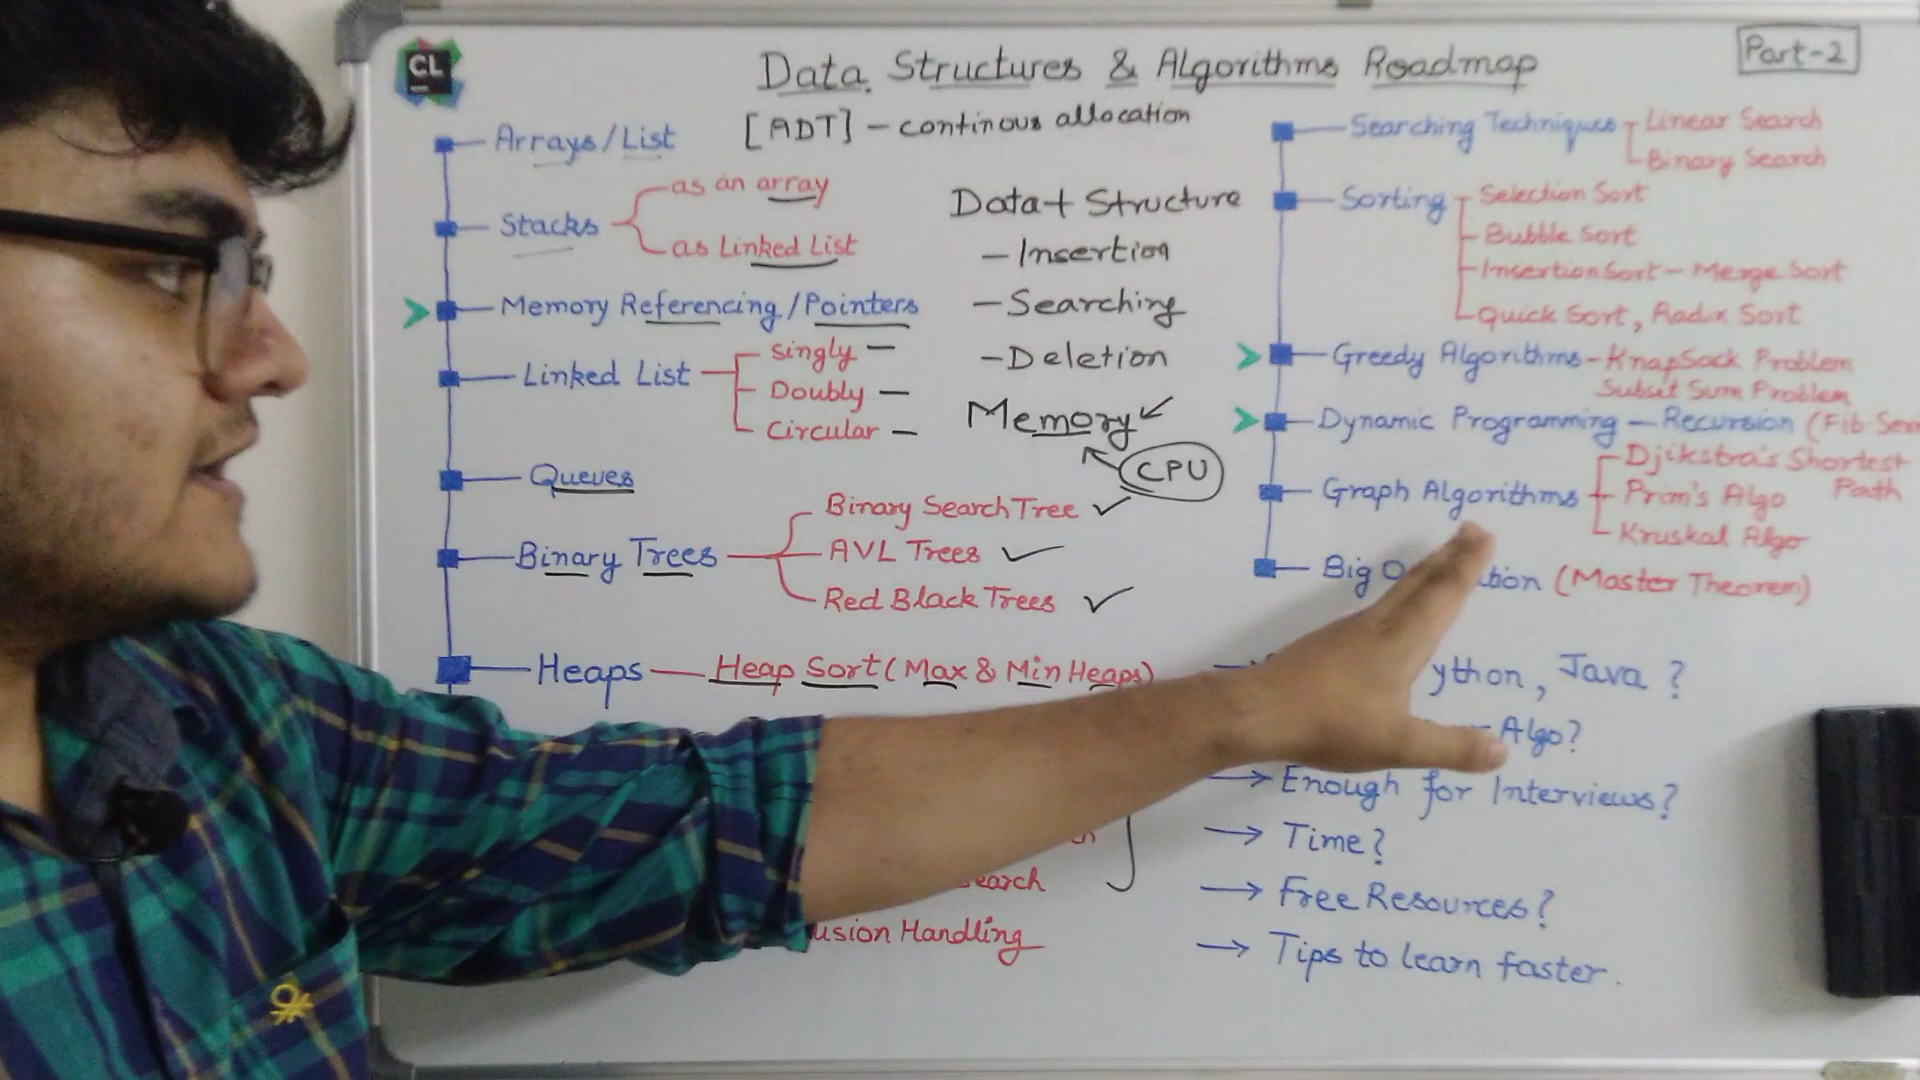 CL
Data Structures & Algorithms Roadmap
Part-2
[ADT] - continous allocation
Arrays/List
Stacks
as an array
as Linked List
Memory Referencing/Pointers
Linked List
Singly
Doubly
Circular
Queues
Binary Trees
Binary Search Tree
AVL Trees
Red Black Trees
Heaps - Heap Sort (Max & Min Heaps)
earch
usion Handling
Data + Structure
- Insertion
- Searching
- Deletion
Memory
CPU
Searching Techniques
Linear Search
Binary Search
Sorting
Selection Sort
Bubble Sort
Insertion Sort - Merge Sort
Quick Sort, Radix Sort
Greedy Algorithms - KnapSack Problem
Subset Sum Problem
Dynamic Programming - Recursion (Fib-Seri
Graph Algorithms
Djikstra's Shortest
Path
Prim's Algo
Kruskal Algo
Big O tion (Master Theorem)
ython, Java ?
Algo?
→ Enough for Interviews?
→ Time?
→ Free Resources?
→ Tips to learn faster.